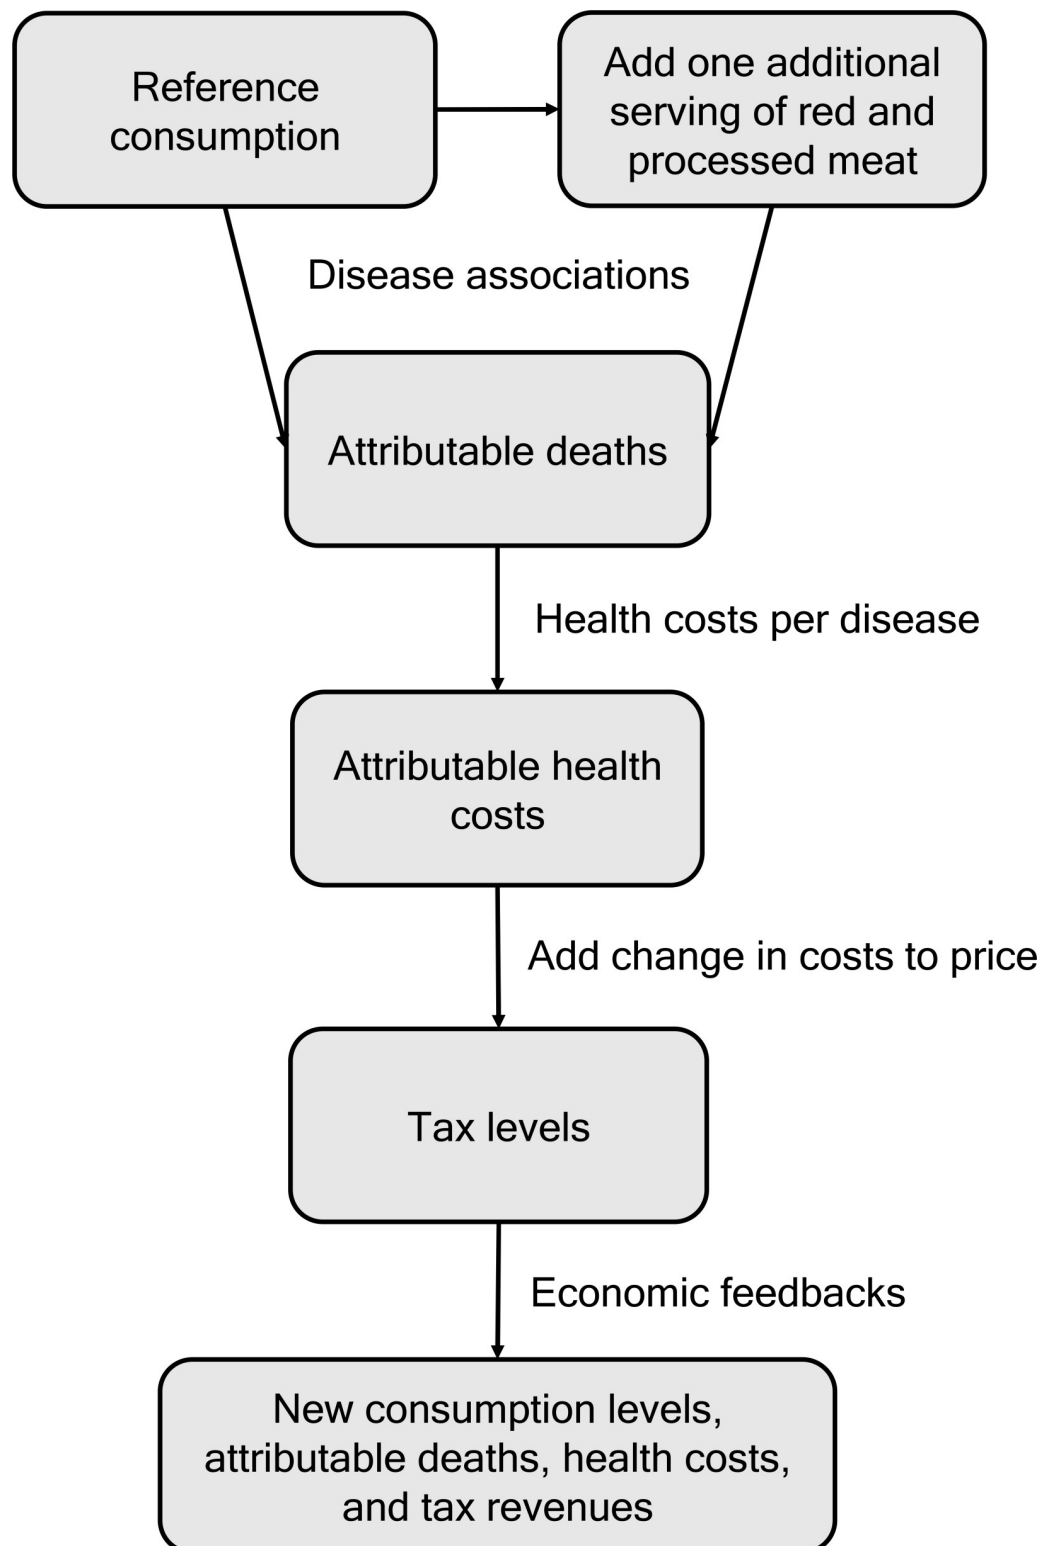 Reference
consumption
Add one additional
serving of red and
processed meat
Disease associations
Attributable deaths
Health costs per disease
Attributable health
costs
Add change in costs to price
Tax levels
Economic feedbacks
New consumption levels,
attributable deaths, health costs,
and tax revenues